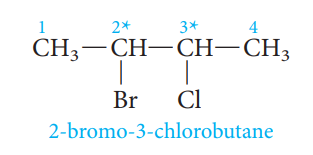 1 2* 3* 4
CH₃—CH—CH—CH₃
Br Cl
2-bromo-3-chlorobutane